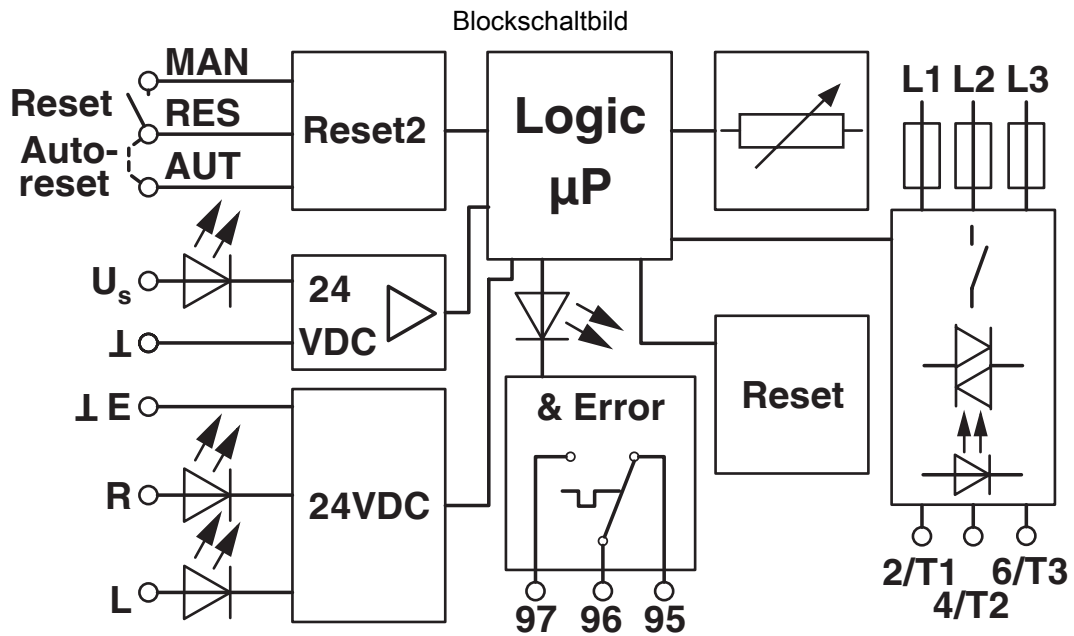 Blockschaltbild
MAN
Reset
RES
Auto-
reset
AUT
Reset2
Logic
µP
L1 L2 L3
Us
⊥
24
VDC
⊥ E
R
L
24VDC
& Error
97 96 95
Reset
2/T1 6/T3
4/T2